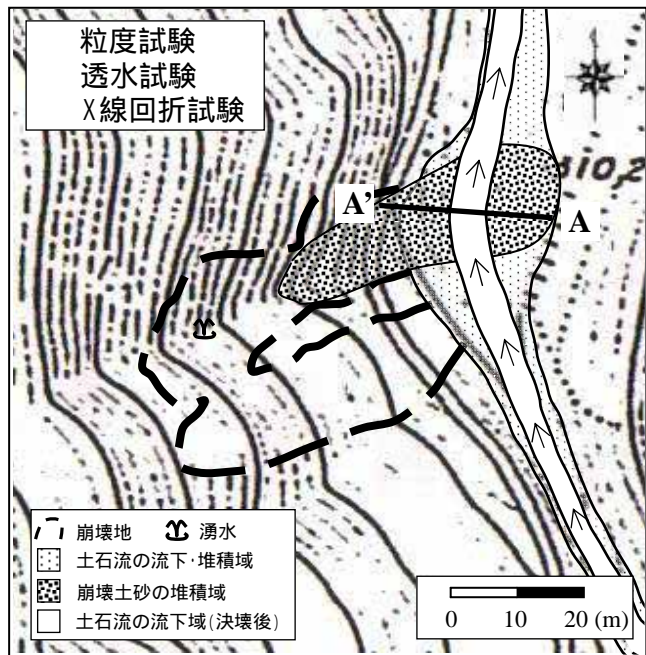 粒度試験
透水試験
X線回折試験
810,2
A'
A
崩壊地 湧水
土石流の流下・堆積域
崩壊土砂の堆積域
土石流の流下域(決壊後)
0 10 20 (m)